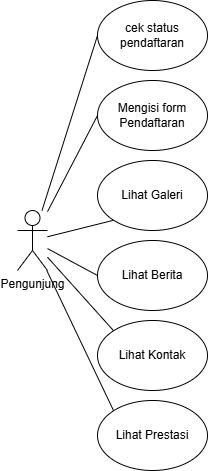 cek status
pendaftaran
Mengisi form
Pendaftaran
Lihat Galeri
Pengunjung
Lihat Berita
Lihat Kontak
Lihat Prestasi